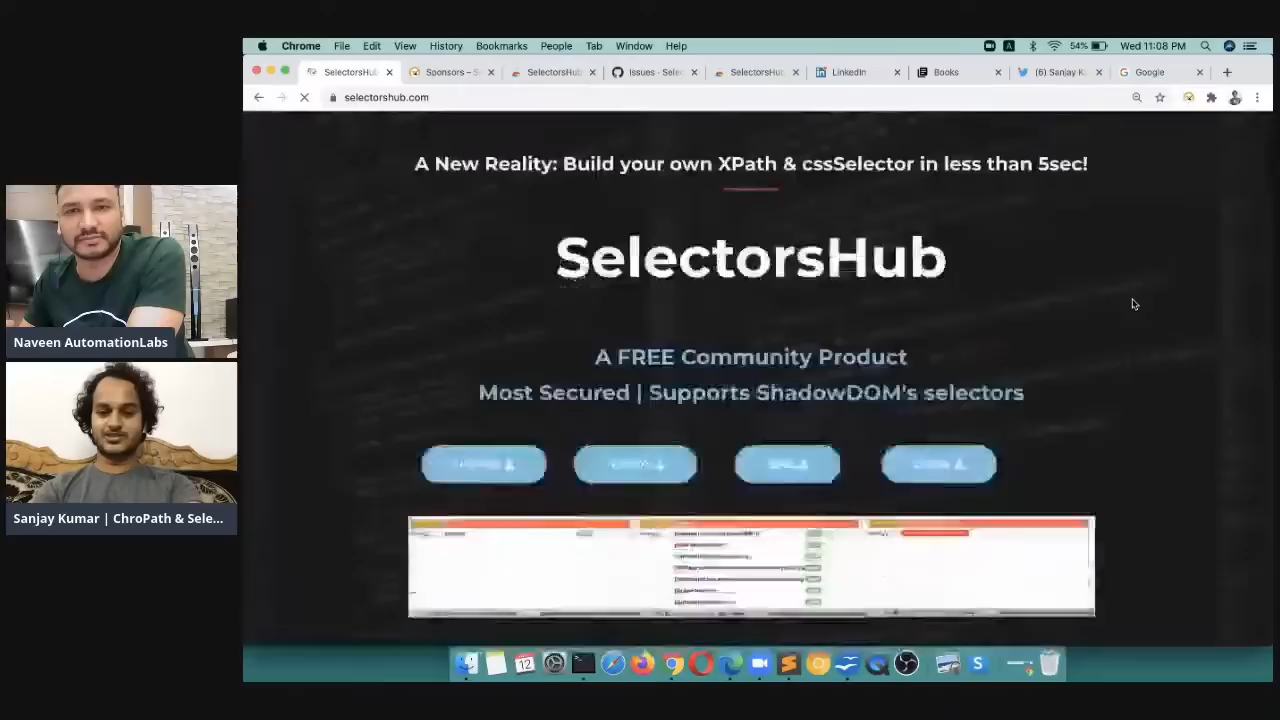 Chrome File Edit View History Bookmarks People Tab Window Help 54% Wed 11:08 PM
SelectorsHub Sponsors – S SelectorsHub Issues · Selec SelectorsHub LinkedIn Books (6) Sanjay K Google
selectorshub.com
A New Reality: Build your own XPath & cssSelector in less than 5sec!
SelectorsHub
A FREE Community Product
Most Secured | Supports ShadowDOM's selectors
Naveen AutomationLabs
Sanjay Kumar | ChroPath & Sele...
12